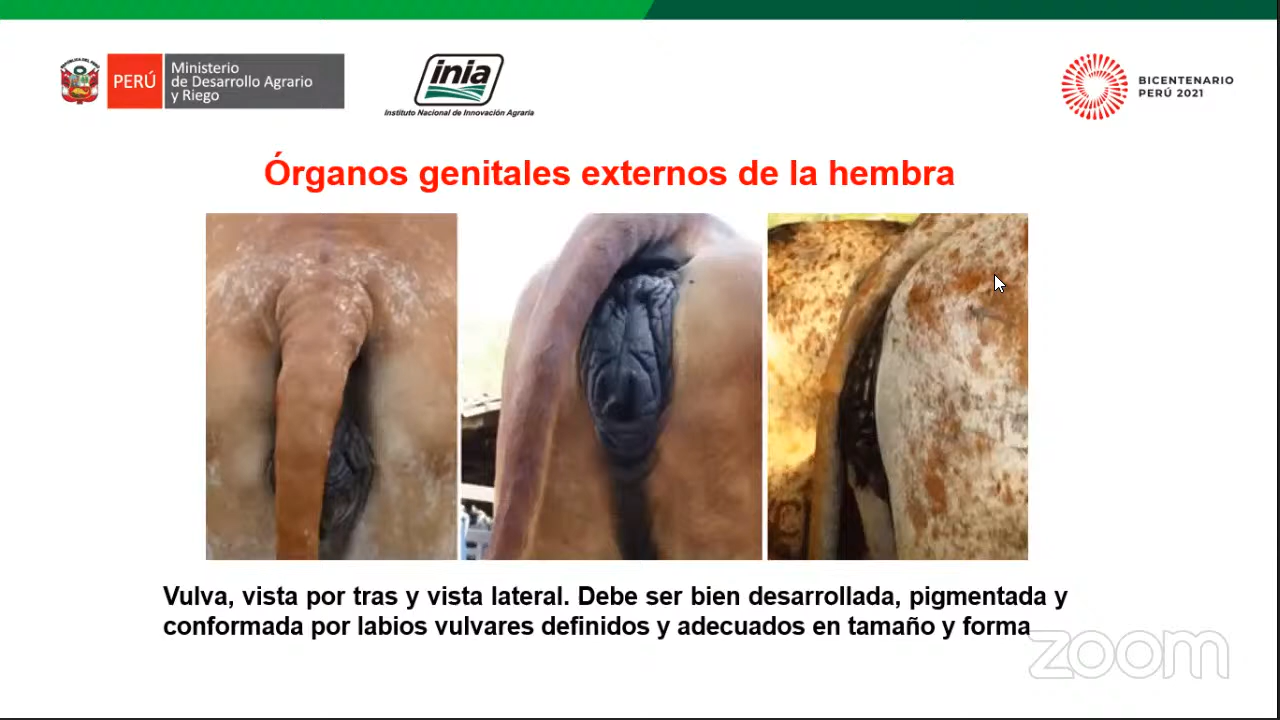 PERÚ
Ministerio
de Desarrollo Agrario
y Riego
inia
Instituto Nacional de Innovación Agraria
BICENTENARIO
PERÚ 2021
Órganos genitales externos de la hembra
Vulva, vista por tras y vista lateral. Debe ser bien desarrollada, pigmentada y
conformada por labios vulvares definidos y adecuados en tamaño y forma
zoom